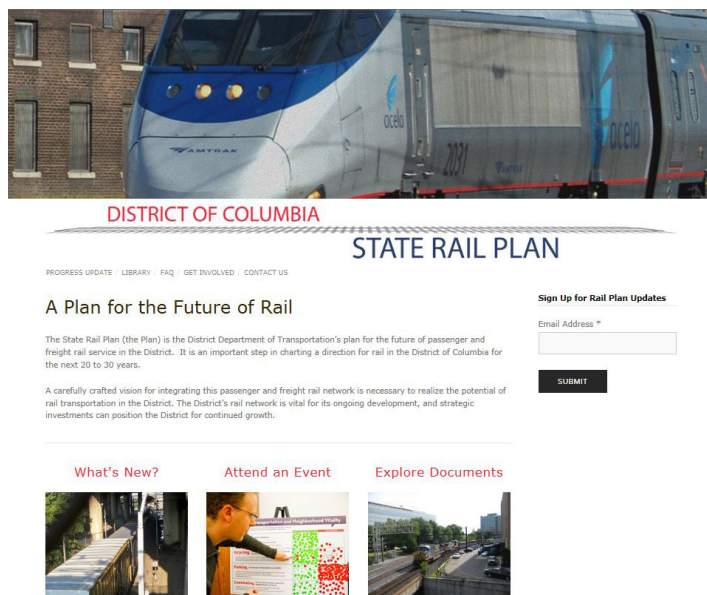 acela
2031
AMTRAK
AMTRAK
acela
DISTRICT OF COLUMBIA
STATE RAIL PLAN
PROGRESS UPDATE / LIBRARY / FAQ / GET INVOLVED / CONTACT US
A Plan for the Future of Rail
The State Rail Plan (the Plan) is the District Department of Transportation's plan for the future of passenger and
freight rail service in the District.  It is an important step in charting a direction for rail in the District of Columbia for
the next 20 to 30 years.
A carefully crafted vision for integrating this passenger and freight rail network is necessary to realize the potential of
rail transportation in the District. The District's rail network is vital for its ongoing development, and strategic
investments can position the District for continued growth.
Sign Up for Rail Plan Updates
Email Address *
SUBMIT
What's New?
Attend an Event
Explore Documents
Transportation and Neighborhood Vitality